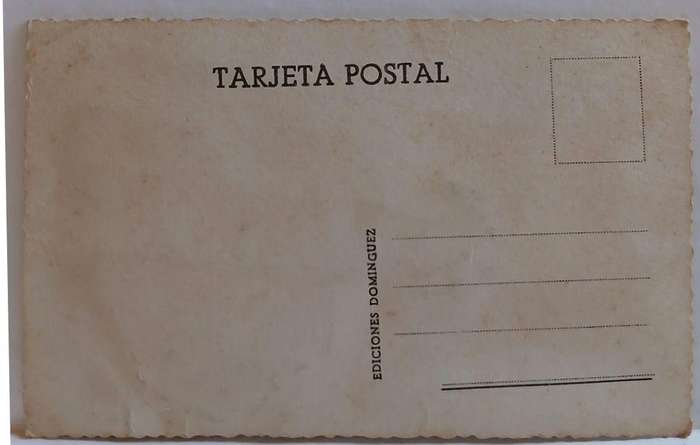 TARJETA POSTAL
EDICIONES DOMINGUEZ